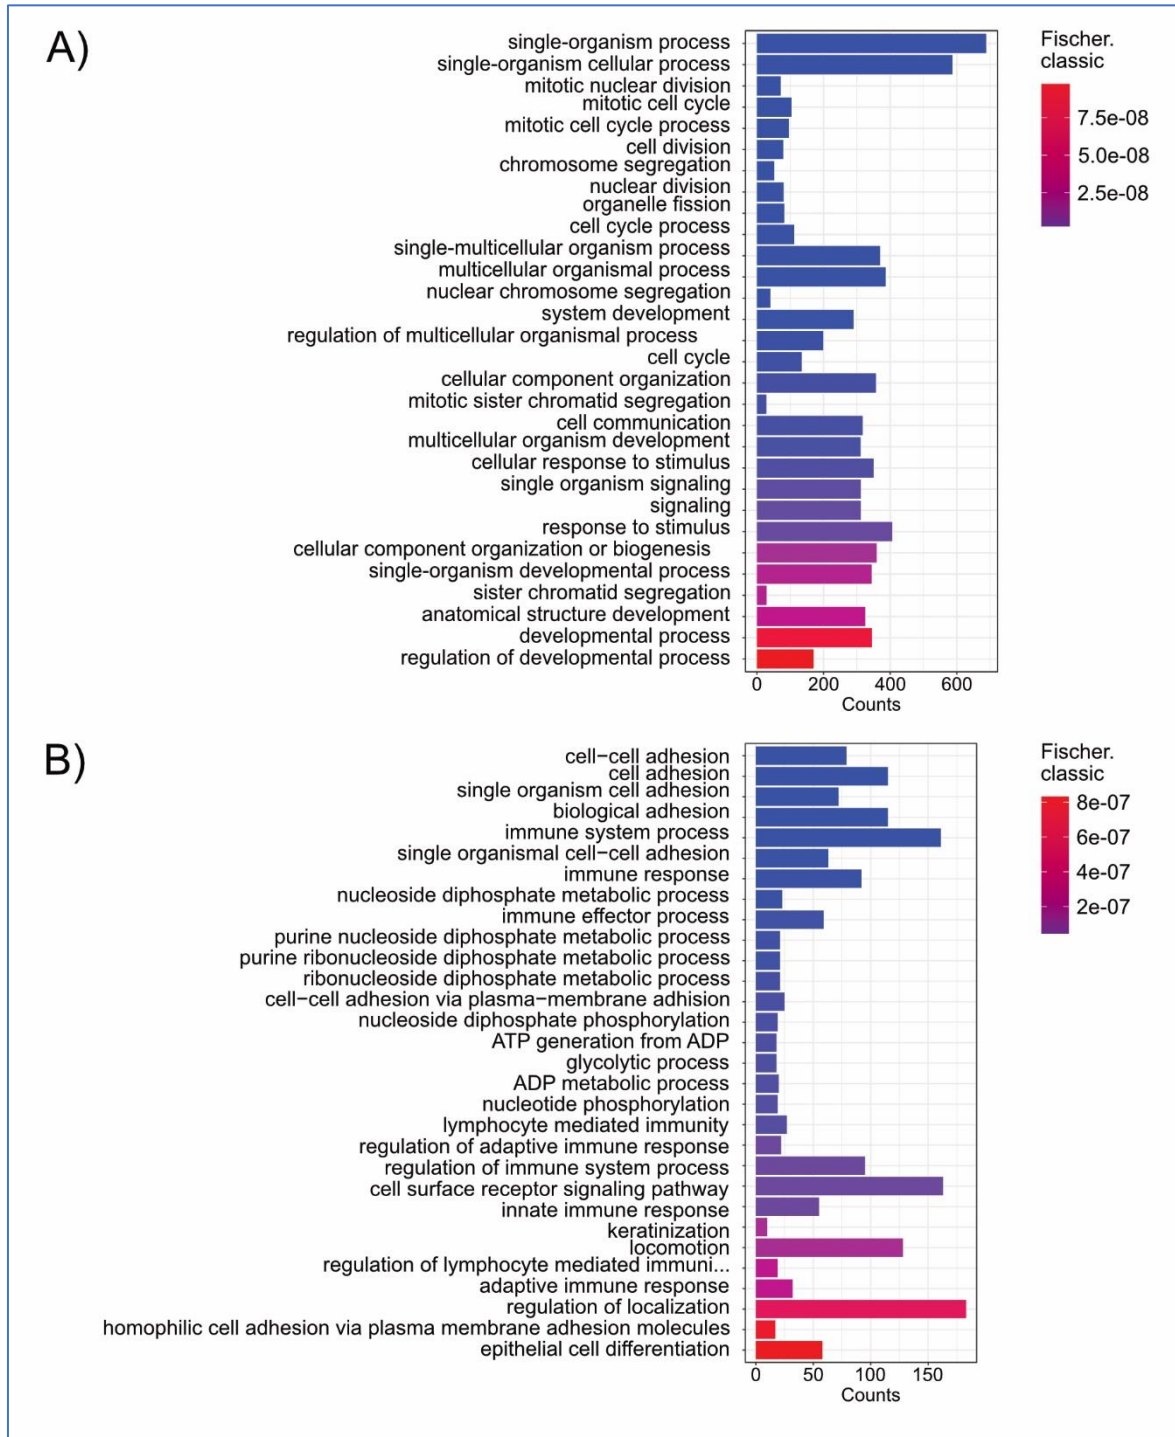 A)
single-organism process
single-organism cellular process
mitotic nuclear division
mitotic cell cycle
mitotic cell cycle process
cell division
chromosome segregation
nuclear division
organelle fission
cell cycle process
single-multicellular organism process
multicellular organismal process
nuclear chromosome segregation
system development
regulation of multicellular organismal process
cell cycle
cellular component organization
mitotic sister chromatid segregation
cell communication
multicellular organism development
cellular response to stimulus
single organism signaling
signaling
response to stimulus
cellular component organization or biogenesis
single-organism developmental process
sister chromatid segregation
anatomical structure development
developmental process
regulation of developmental process
0 200 400 600
Counts
Fischer.
classic
7.5e-08
5.0e-08
2.5e-08
B)
cell−cell adhesion
cell adhesion
single organism cell adhesion
biological adhesion
immune system process
single organismal cell−cell adhesion
immune response
nucleoside diphosphate metabolic process
immune effector process
purine nucleoside diphosphate metabolic process
purine ribonucleoside diphosphate metabolic process
ribonucleoside diphosphate metabolic process
cell−cell adhesion via plasma−membrane adhision
nucleoside diphosphate phosphorylation
ATP generation from ADP
glycolytic process
ADP metabolic process
nucleotide phosphorylation
lymphocyte mediated immunity
regulation of adaptive immune response
regulation of immune system process
cell surface receptor signaling pathway
innate immune response
keratinization
locomotion
regulation of lymphocyte mediated immuni...
adaptive immune response
regulation of localization
homophilic cell adhesion via plasma membrane adhesion molecules
epithelial cell differentiation
0 50 100 150
Counts
Fischer.
classic
8e-07
6e-07
4e-07
2e-07